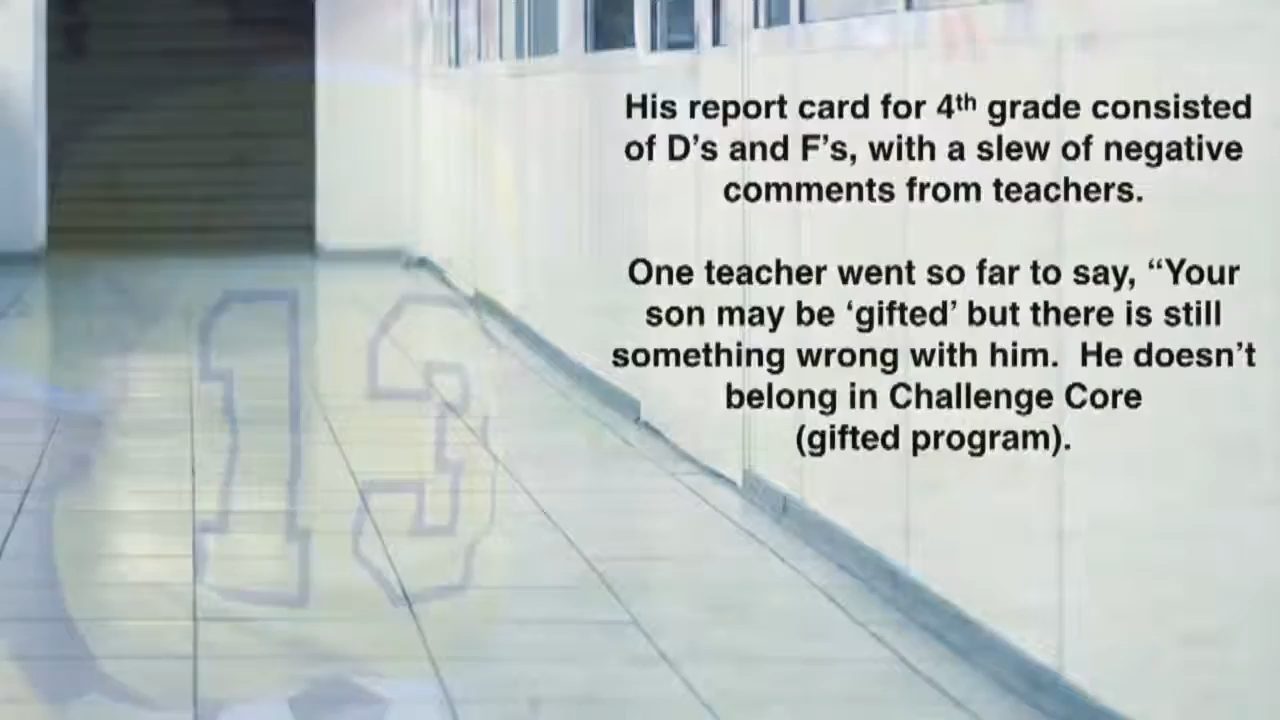 His report card for 4th grade consisted
of D’s and F’s, with a slew of negative
comments from teachers.
One teacher went so far to say, “Your
son may be ‘gifted’ but there is still
something wrong with him. He doesn’t
belong in Challenge Core
(gifted program).
13